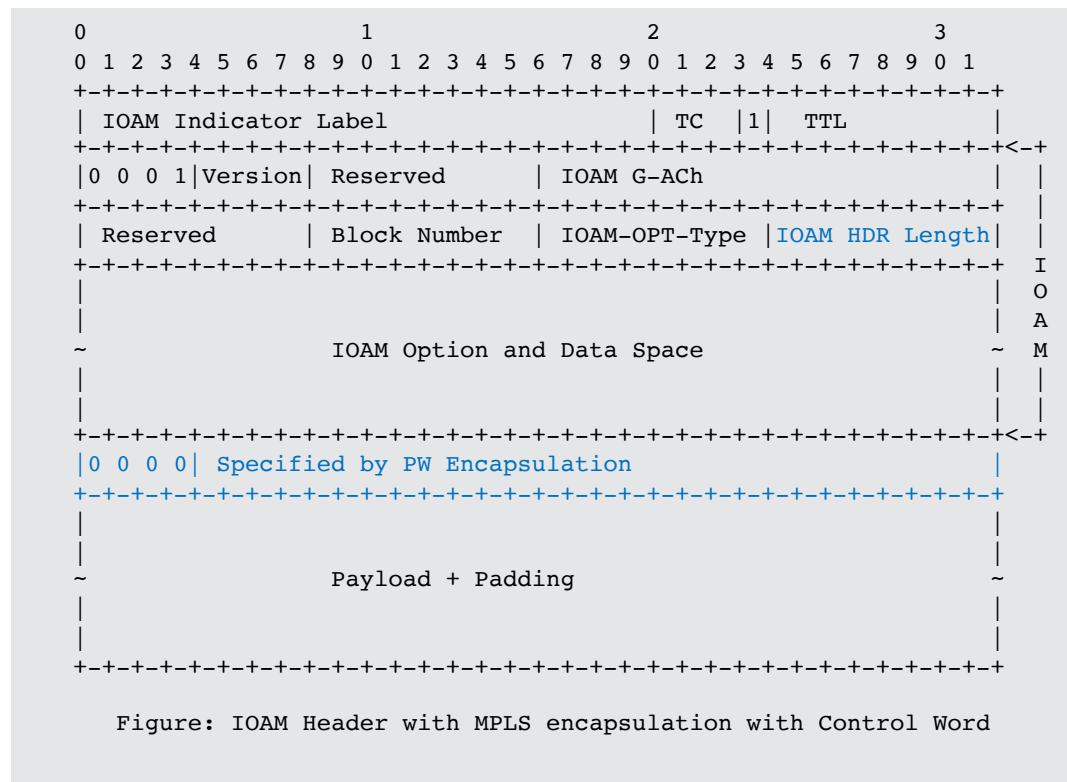 0                   1                   2                   3
0 1 2 3 4 5 6 7 8 9 0 1 2 3 4 5 6 7 8 9 0 1 2 3 4 5 6 7 8 9 0 1
+-+-+-+-+-+-+-+-+-+-+-+-+-+-+-+-+-+-+-+-+-+-+-+-+-+-+-+-+-+-+-+-+
| IOAM Indicator Label                  | TC  |1|  TTL          |
+-+-+-+-+-+-+-+-+-+-+-+-+-+-+-+-+-+-+-+-+-+-+-+-+-+-+-+-+-+-+-+-+<-+
|0 0 0 1|Version| Reserved      | IOAM G-ACh                    |  |
+-+-+-+-+-+-+-+-+-+-+-+-+-+-+-+-+-+-+-+-+-+-+-+-+-+-+-+-+-+-+-+-+  |
| Reserved      | Block Number  | IOAM-OPT-Type |IOAM HDR Length|  |
+-+-+-+-+-+-+-+-+-+-+-+-+-+-+-+-+-+-+-+-+-+-+-+-+-+-+-+-+-+-+-+-+  I
|                                                               |  O
|                                                               |  A
~                 IOAM Option and Data Space                    ~  M
|                                                               |  |
|                                                               |  |
+-+-+-+-+-+-+-+-+-+-+-+-+-+-+-+-+-+-+-+-+-+-+-+-+-+-+-+-+-+-+-+-+<-+
|0 0 0 0| Specified by PW Encapsulation                         |
+-+-+-+-+-+-+-+-+-+-+-+-+-+-+-+-+-+-+-+-+-+-+-+-+-+-+-+-+-+-+-+-+
|                                                               |
|                                                               |
~                 Payload + Padding                             ~
|                                                               |
|                                                               |
+-+-+-+-+-+-+-+-+-+-+-+-+-+-+-+-+-+-+-+-+-+-+-+-+-+-+-+-+-+-+-+-+
Figure: IOAM Header with MPLS encapsulation with Control Word